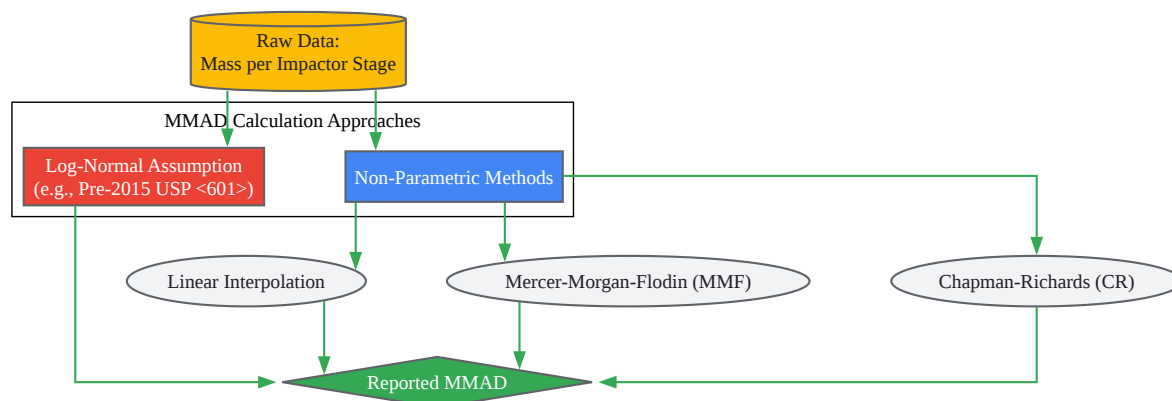 Raw Data:
Mass per Impactor Stage
MMAD Calculation Approaches
Log-Normal Assumption
(e.g., Pre-2015 USP <601>)
Non-Parametric Methods
Linear Interpolation
Mercer-Morgan-Flodin (MMF)
Chapman-Richards (CR)
Reported MMAD